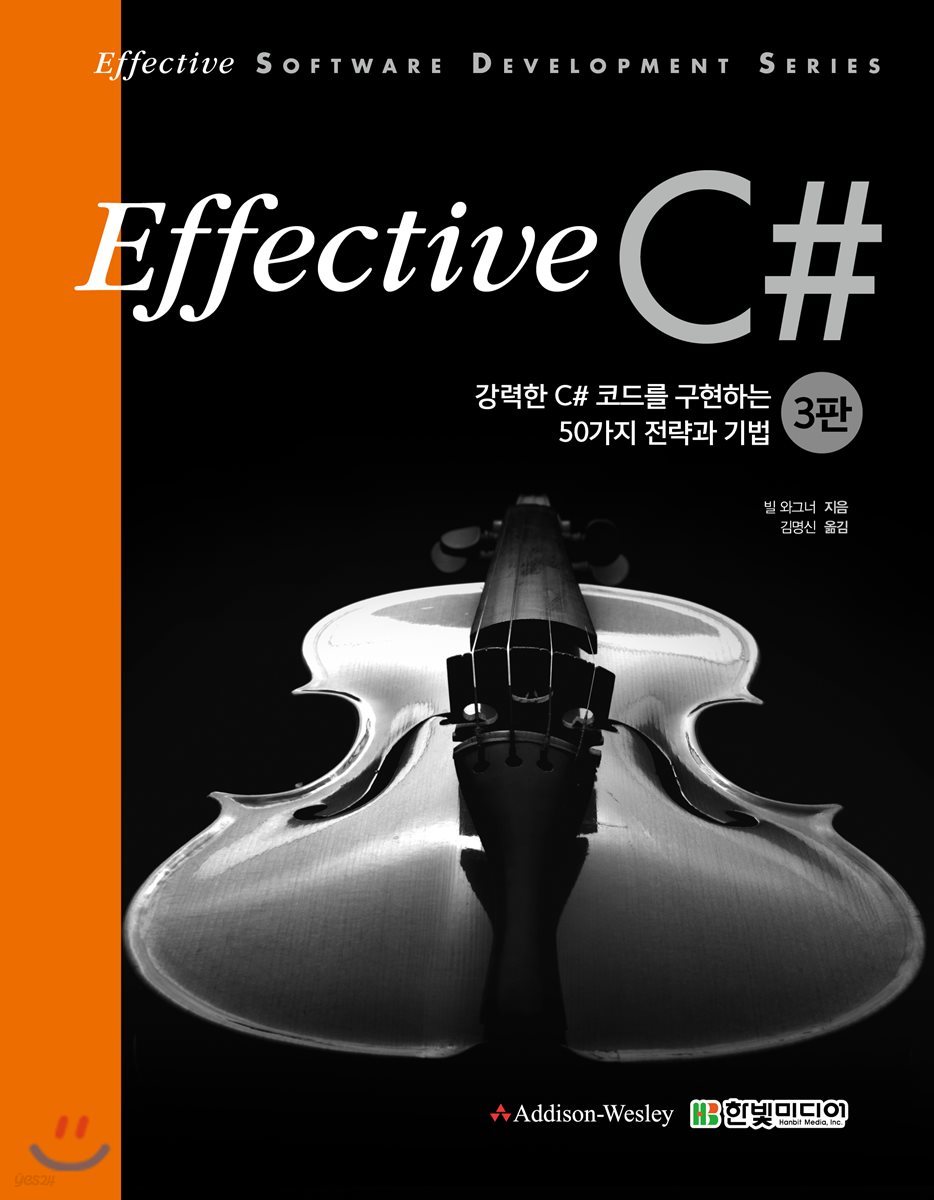 Effective SOFTWARE DEVELOPMENT SERIES
Effective C#
강력한 C# 코드를 구현하는
50가지 전략과 기법
3판
빌 와그너 지음
김명신 옮김
Addison-Wesley
HB 한빛미디어
Hanbit Media, Inc.
yes24